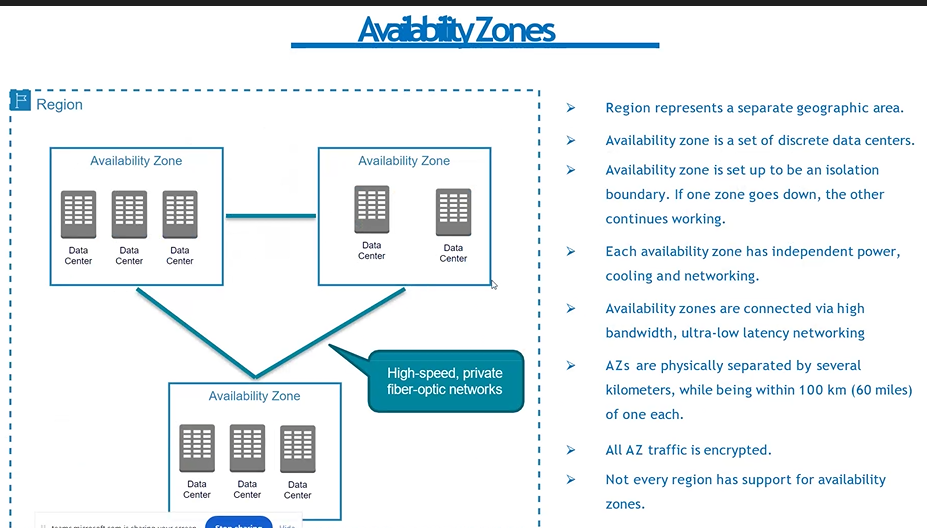 Availability Zones
Region
Availability Zone
Data
Center
Data
Center
Data
Center
Availability Zone
Data
Center
Data
Center
High-speed, private
fiber-optic networks
Availability Zone
Data
Center
Data
Center
Data
Center
Region represents a separate geographic area.
Availability zone is a set of discrete data centers.
Availability zone is set up to be an isolation
boundary. If one zone goes down, the other
continues working.
Each availability zone has independent power,
cooling and networking.
Availability zones are connected via high
bandwidth, ultra-low latency networking
AZs are physically separated by several
kilometers, while being within 100 km (60 miles)
of one each.
All AZ traffic is encrypted.
Not every region has support for availability
zones.
teams.microsoft.com is sharing your screen.
Stop sharing
Hide